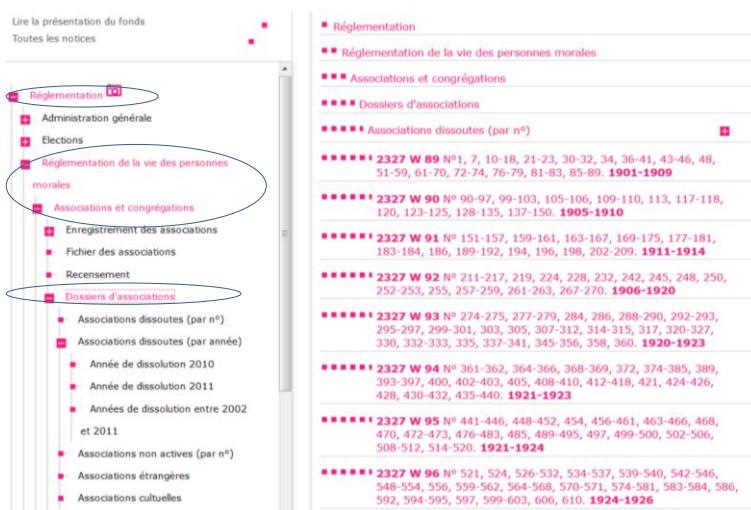 Lire la présentation du fonds
Toutes les notices
Réglementation
Administration générale
Elections
Réglementation de la vie des personnes
morales
Associations et congrégations
Enregistrement des associations
Fichier des associations
Recensement
Dossiers d'associations
Associations dissoutes (par n°)
Associations dissoutes (par année)
Année de dissolution 2010
Année de dissolution 2011
Années de dissolution entre 2002
et 2011
Associations non actives (par n°)
Associations étrangères
Associations cultuelles
Réglementation
Réglementation de la vie des personnes morales
Associations et congrégations
Dossiers d'associations
Associations dissoutes (par n°)
2327 W 89 N°1, 7, 10-18, 21-23, 30-32, 34, 36-41, 43-46, 48,
51-59, 61-70, 72-74, 76-79, 81-83, 85-89. 1901-1909
2327 W 90 N° 90-97, 99-103, 105-106, 109-110, 113, 117-118,
120, 123-125, 128-135, 137-150. 1905-1910
2327 W 91 N° 151-157, 159-161, 163-167, 169-175, 177-181,
183-184, 186, 189-192, 194, 196, 198, 202-209. 1911-1914
2327 W 92 N° 211-217, 219, 224, 228, 232, 242, 245, 248, 250,
252-253, 255, 257-259, 261-263, 267-270. 1906-1920
2327 W 93 N° 274-275, 277-279, 284, 286, 288-290, 292-293,
295-297, 299-301, 303, 305, 307-312, 314-315, 317, 320-327,
330, 332-333, 335, 337-341, 345-356, 358, 360. 1920-1923
2327 W 94 N° 361-362, 364-366, 368-369, 372, 374-385, 389,
393-397, 400, 402-403, 405, 408-410, 412-418, 421, 424-426,
428, 430-432, 435-440. 1921-1923
2327 W 95 N° 441-446, 448-452, 454, 456-461, 463-466, 468,
470, 472-473, 476-483, 485, 489-495, 497, 499-500, 502-506,
508-512, 514-520. 1921-1924
2327 W 96 N° 521, 524, 526-532, 534-537, 539-540, 542-546,
548-554, 556, 559-562, 564-568, 570-571, 574-581, 583-584, 586,
592, 594-595, 597, 599-603, 606, 610. 1924-1926